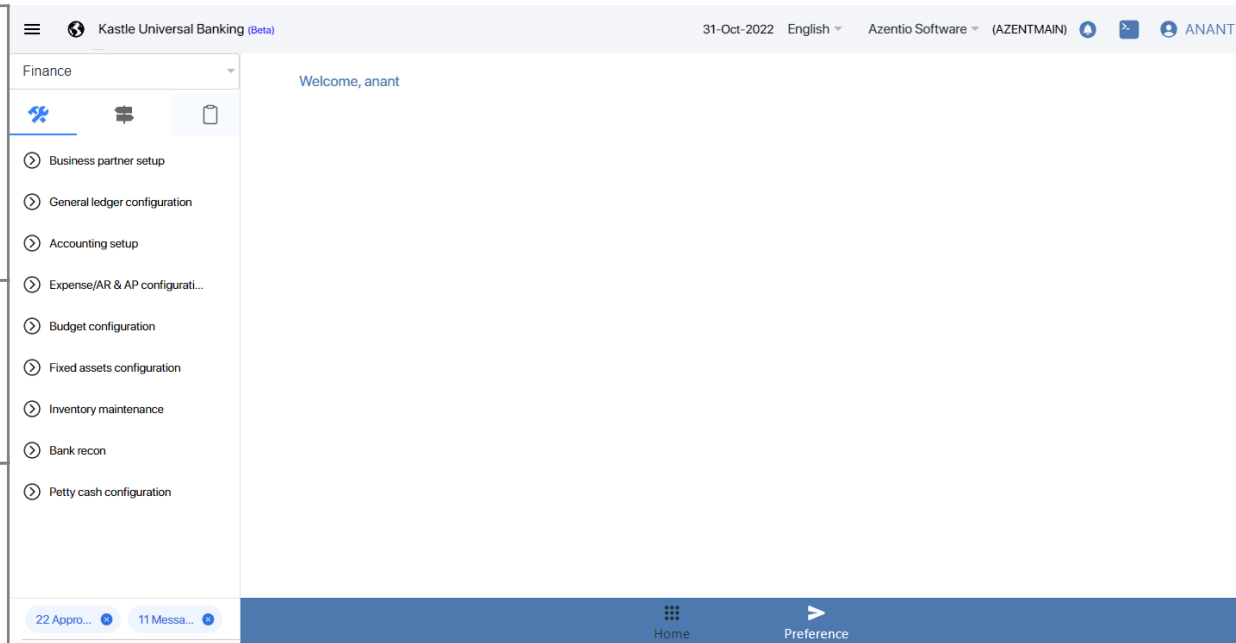 Kastle Universal Banking (Beta)
31-Oct-2022 English Azentio Software (AZENTMAIN) ANANT
Finance
Welcome, anant
Business partner setup
General ledger configuration
Accounting setup
Expense/AR & AP configurati...
Budget configuration
Fixed assets configuration
Inventory maintenance
Bank recon
Petty cash configuration
22 Appro... 11 Messa...
Home Preference